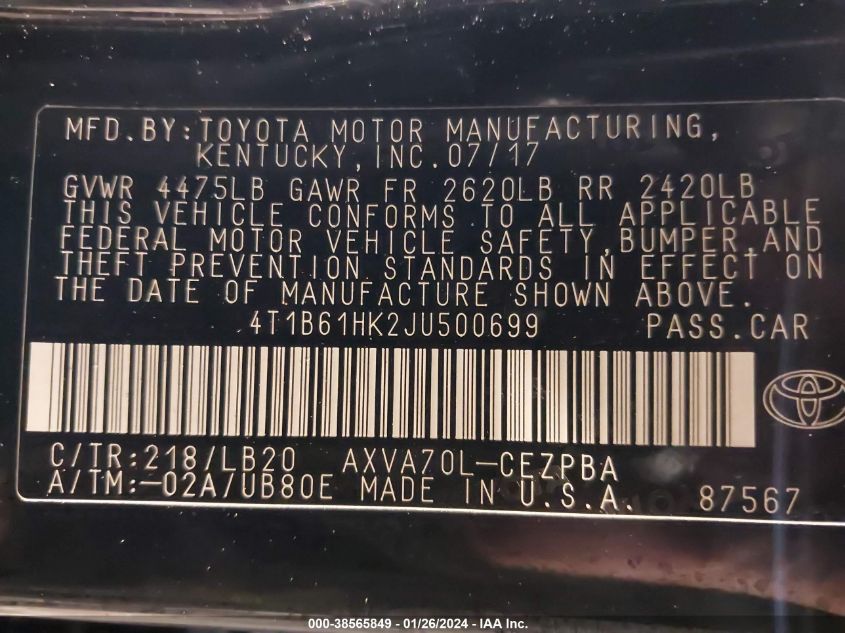 MFD.BY:TOYOTA MOTOR MANUFACTURING,
KENTUCKY,INC.07/17
GVWR 4475LB GAWR FR 2620LB RR 2420LB
THIS VEHICLE CONFORMS TO ALL APPLICABLE
FEDERAL MOTOR VEHICLE SAFETY,BUMPER,AND
THEFT PREVENTION STANDARDS IN EFFECT ON
THE DATE OF MANUFACTURE SHOWN ABOVE.
4T1B61HK2JU500699 PASS.CAR
C/TR:218/LB20 AXVA70L-CEZPBA
A/TM:-02A/UB80E MADE IN U.S.A. 87567
000-38565849 - 01/26/2024 - IAA Inc.